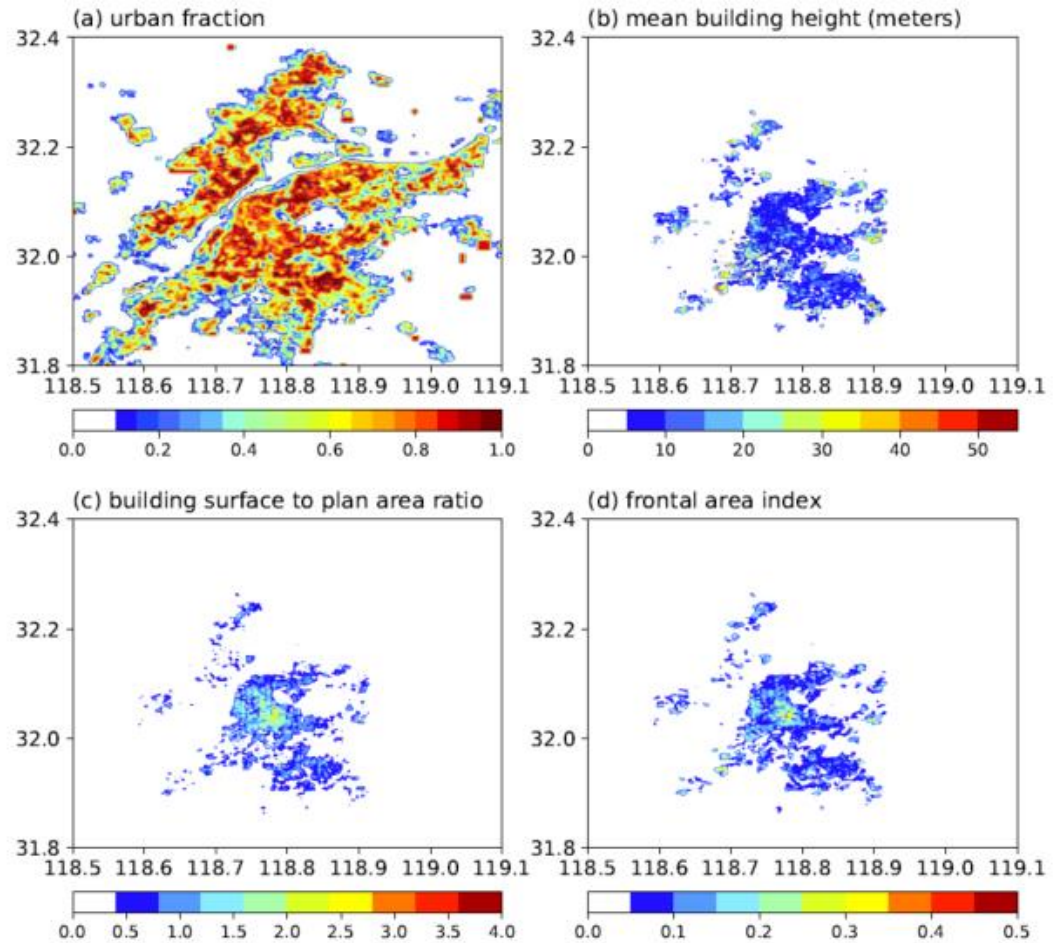 (a) urban fraction
(b) mean building height (meters)
32.4
32.2
32.0
31.8
118.5 118.6 118.7 118.8 118.9 119.0 119.1
0.0 0.2 0.4 0.6 0.8 1.0
32.4
32.2
32.0
31.8
118.5 118.6 118.7 118.8 118.9 119.0 119.1
0 10 20 30 40 50
(c) building surface to plan area ratio
(d) frontal area index
32.4
32.2
32.0
31.8
118.5 118.6 118.7 118.8 118.9 119.0 119.1
0.0 0.5 1.0 1.5 2.0 2.5 3.0 3.5 4.0
32.4
32.2
32.0
31.8
118.5 118.6 118.7 118.8 118.9 119.0 119.1
0.0 0.1 0.2 0.3 0.4 0.5